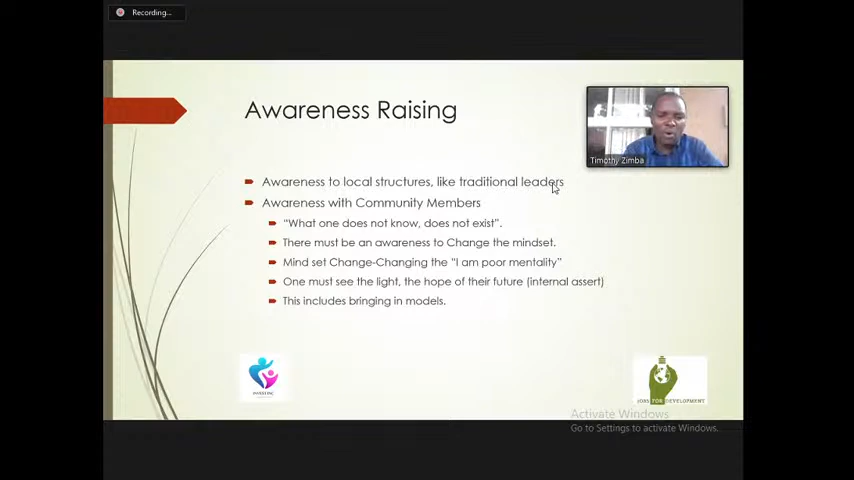 Recording...
Awareness Raising
Timothy Zimba
Awareness to local structures, like traditional leaders
Awareness with Community Members
“What one does not know, does not exist”.
There must be an awareness to Change the mindset.
Mind set Change-Changing the “I am poor mentality”
One must see the light, the hope of their future (internal assert)
This includes bringing in models.
JOBS FOR DEVELOPMENT
Activate Windows
Go to Settings to activate Windows.